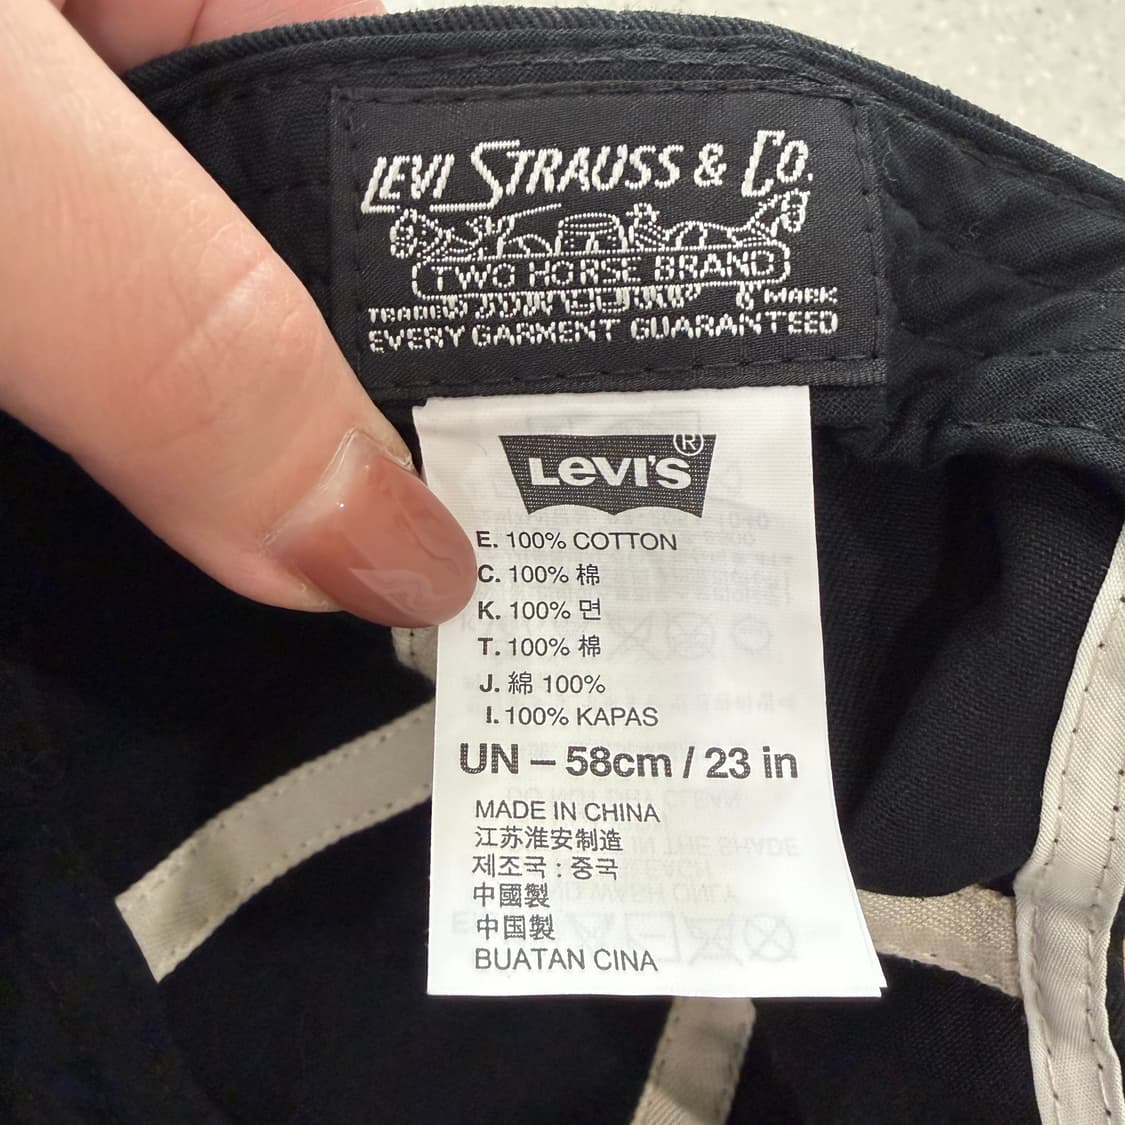 LEVI STRAUSS & CO.
TWO HORSE BRAND
TRADE MARK
EVERY GARMENT GUARANTEED
LEVI'S®
E. 100% COTTON
C. 100% 棉
K. 100% 면
T. 100% 棉
J. 綿 100%
I. 100% KAPAS
UN – 58cm / 23 in
MADE IN CHINA
江苏淮安制造
제조국 : 중국
中國製
中国製
BUATAN CINA